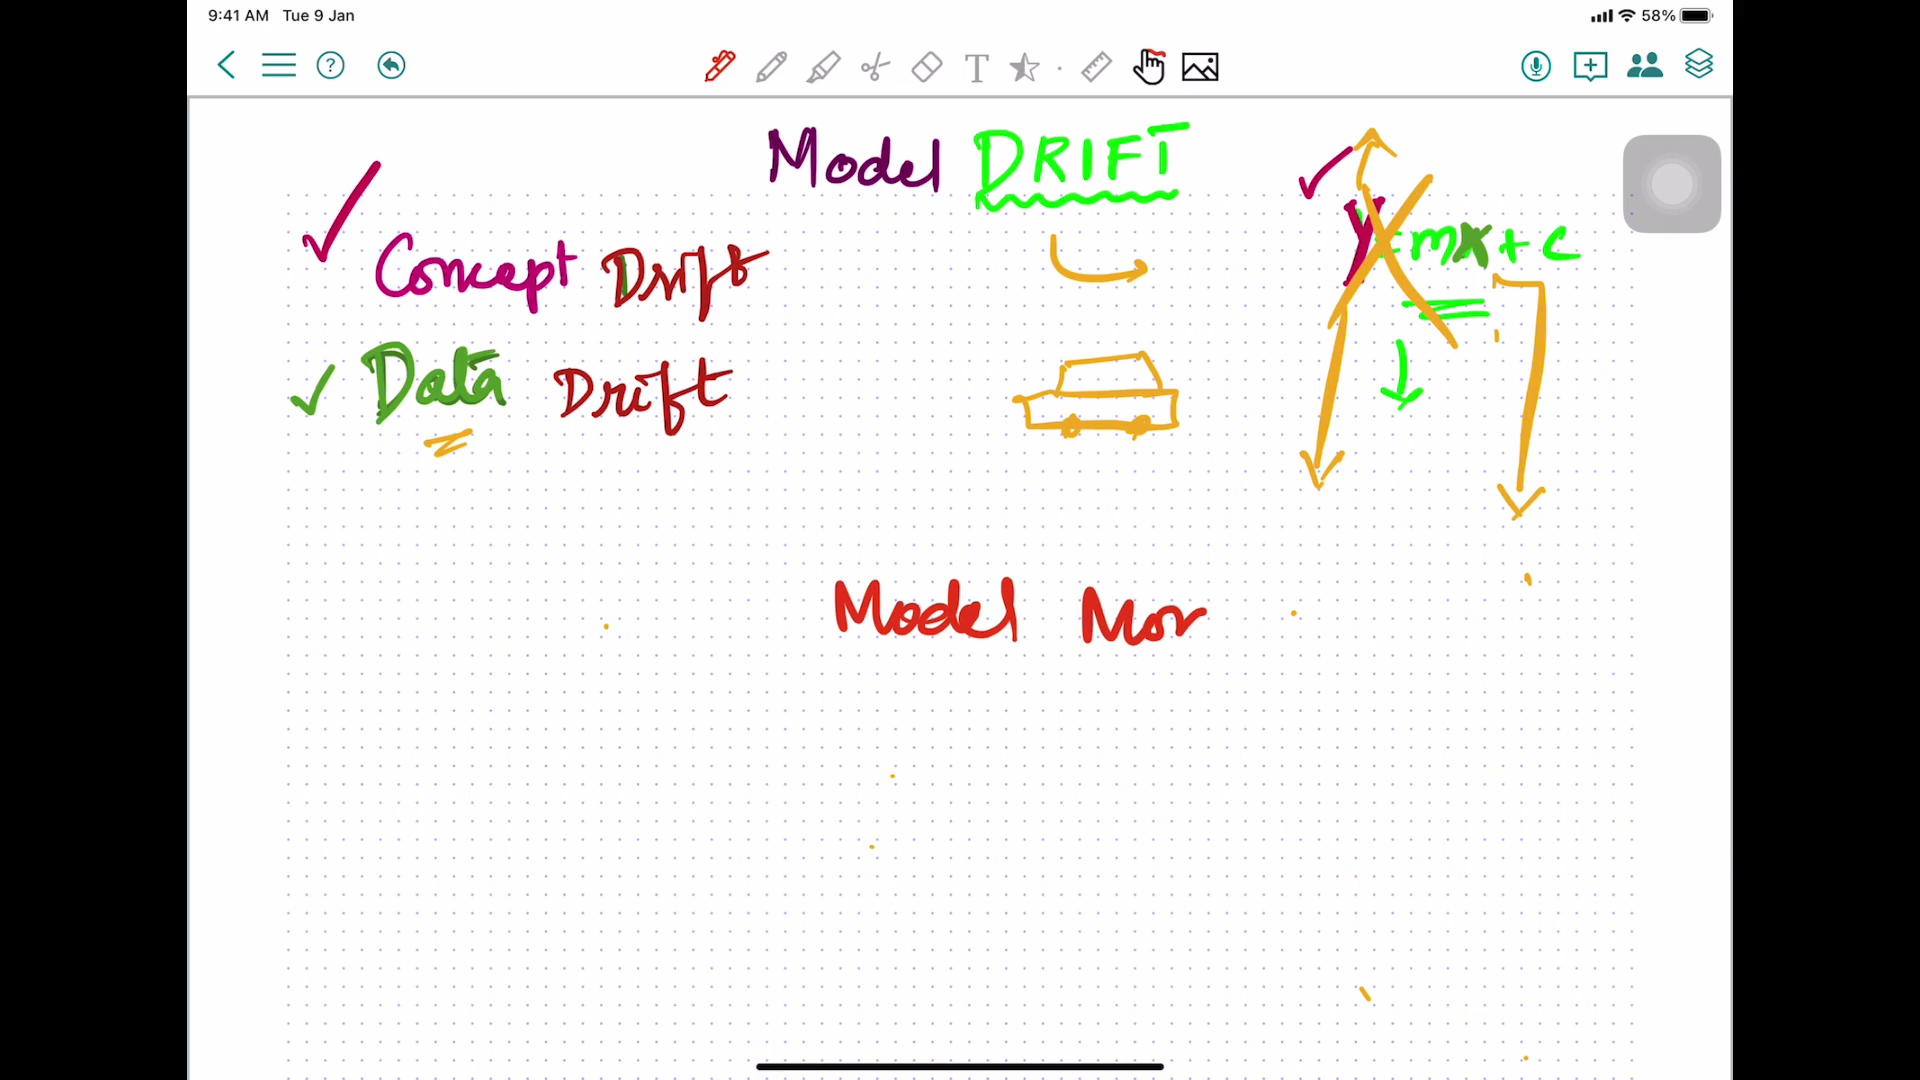 9:41 AM Tue 9 Jan
58%
Model DRIFT
Concept Drift
y = mx + c
Data Drift
Model Mon